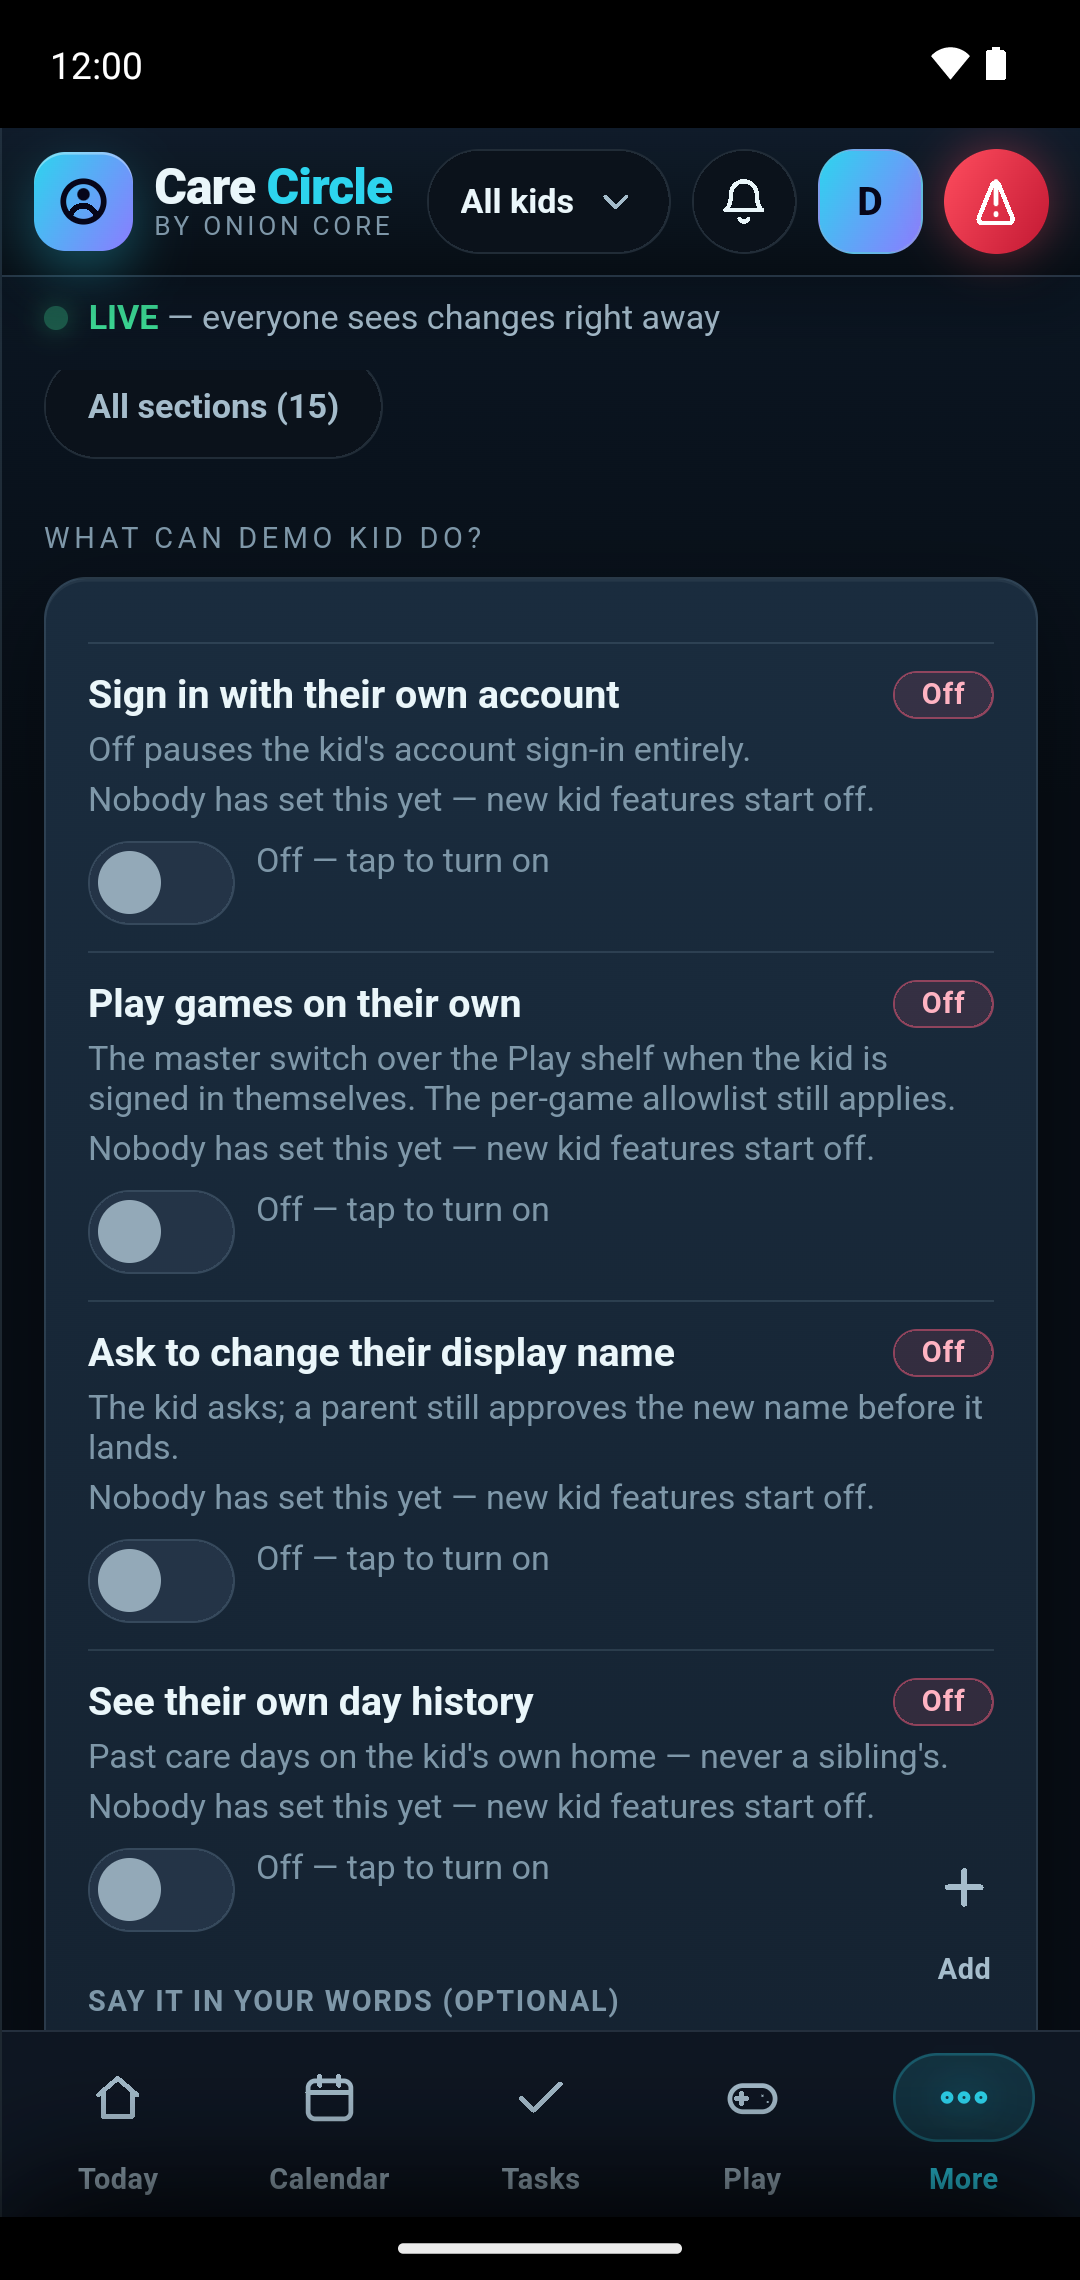 12:00
Care Circle
BY ONION CORE
All kids
D
LIVE — everyone sees changes right away
All sections (15)
WHAT CAN DEMO KID DO?
Sign in with their own account
Off
Off pauses the kid's account sign-in entirely.
Nobody has set this yet — new kid features start off.
Off — tap to turn on
Play games on their own
Off
The master switch over the Play shelf when the kid is
signed in themselves. The per-game allowlist still applies.
Nobody has set this yet — new kid features start off.
Off — tap to turn on
Ask to change their display name
Off
The kid asks; a parent still approves the new name before it
lands.
Nobody has set this yet — new kid features start off.
Off — tap to turn on
See their own day history
Off
Past care days on the kid's own home — never a sibling's.
Nobody has set this yet — new kid features start off.
Off — tap to turn on
Add
SAY IT IN YOUR WORDS (OPTIONAL)
Today
Calendar
Tasks
Play
More